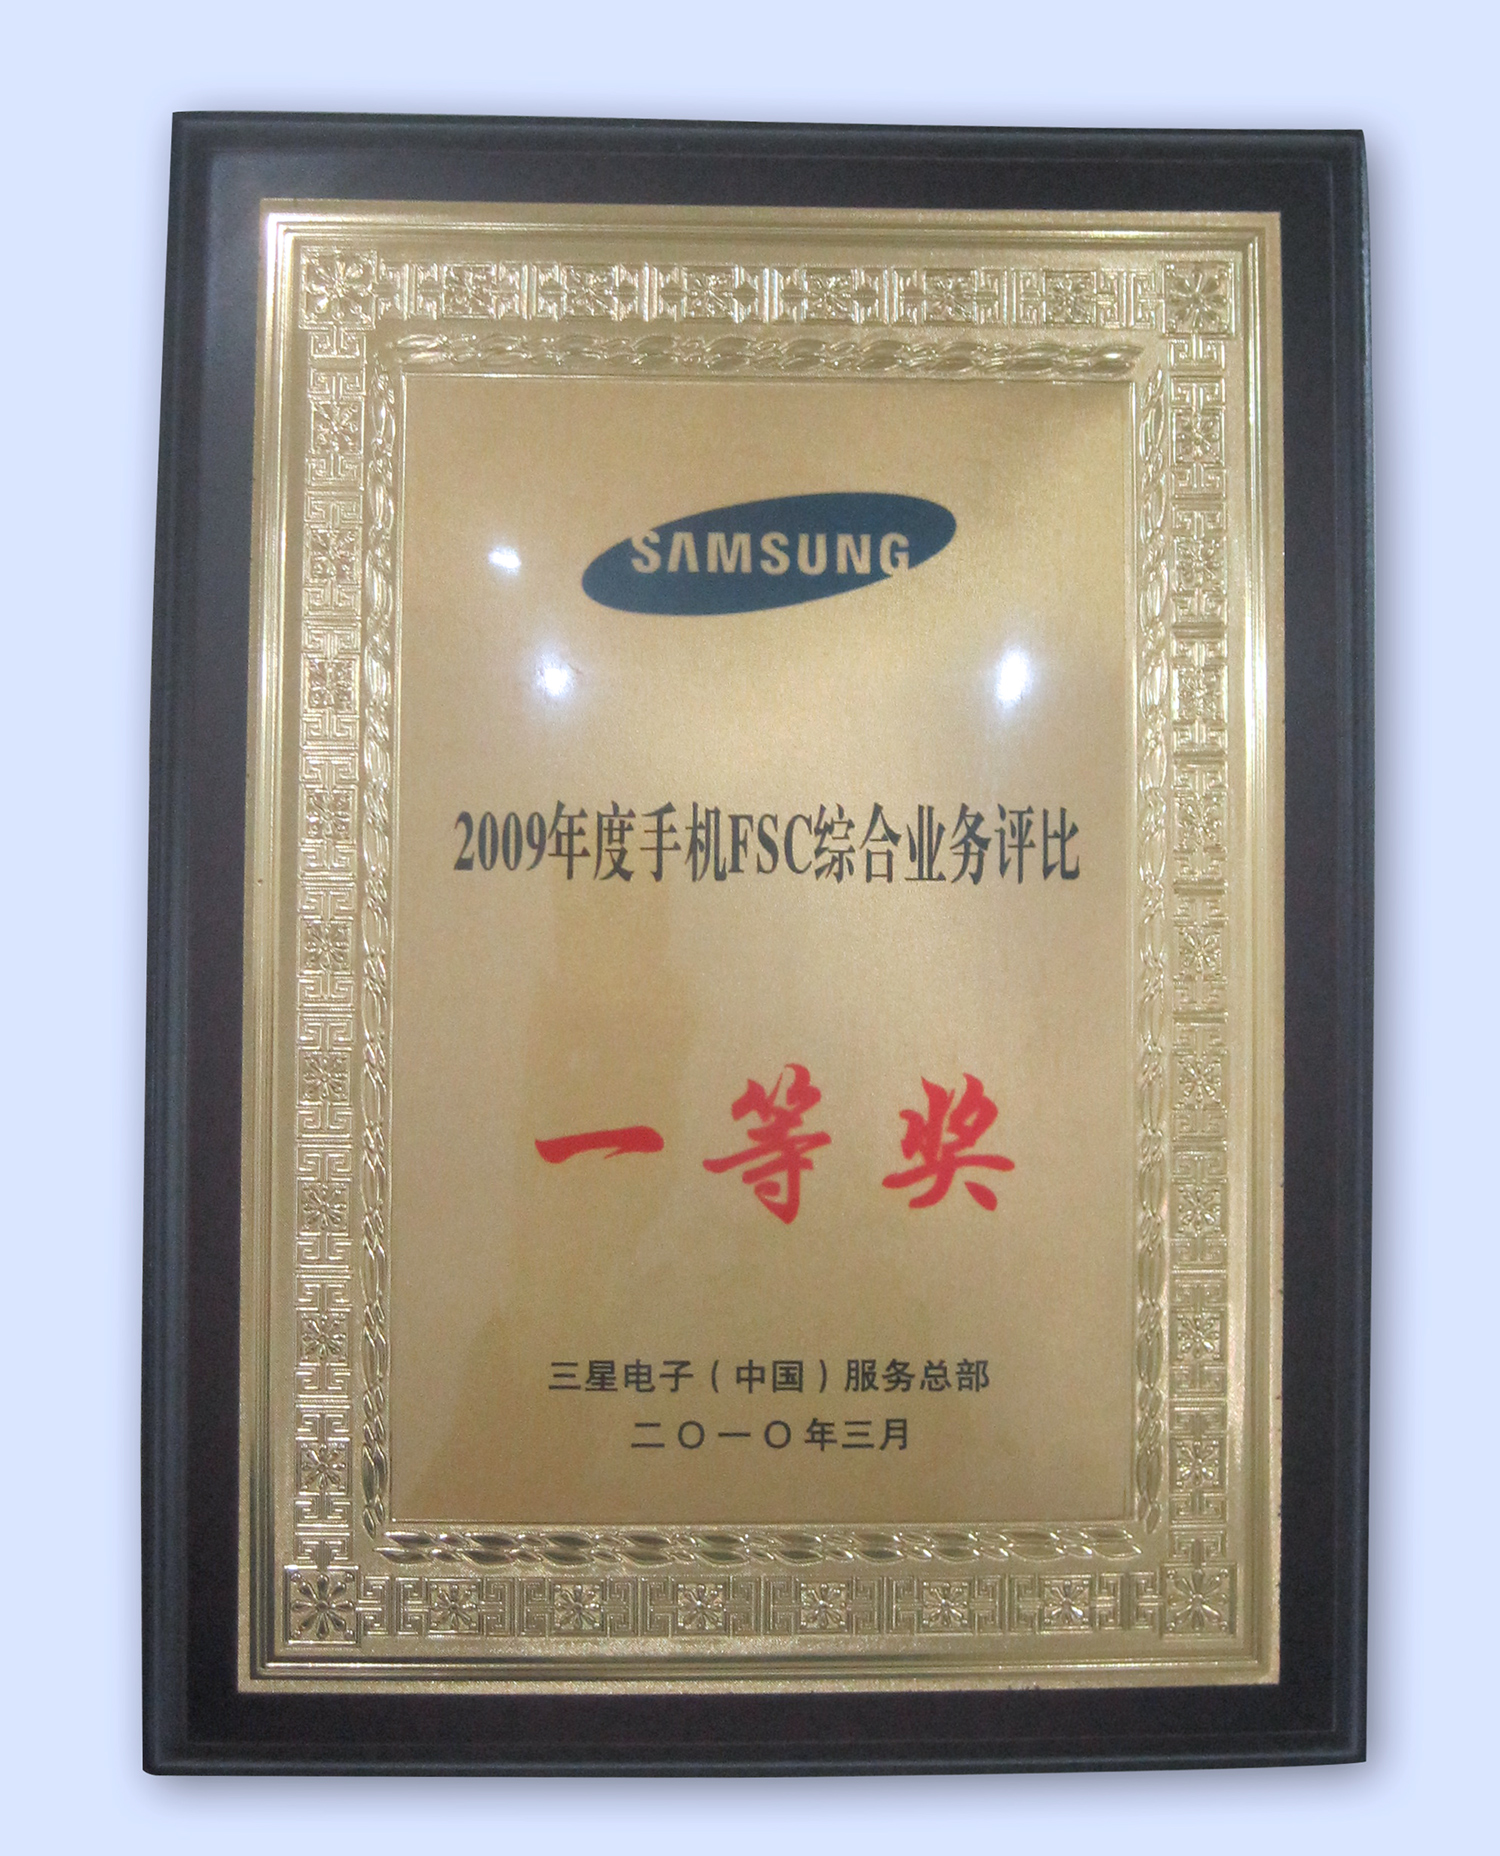 SAMSUNG
2009年度手机FSC综合业务评比
一等奖
三星电子（中国）服务总部
二〇一〇年三月